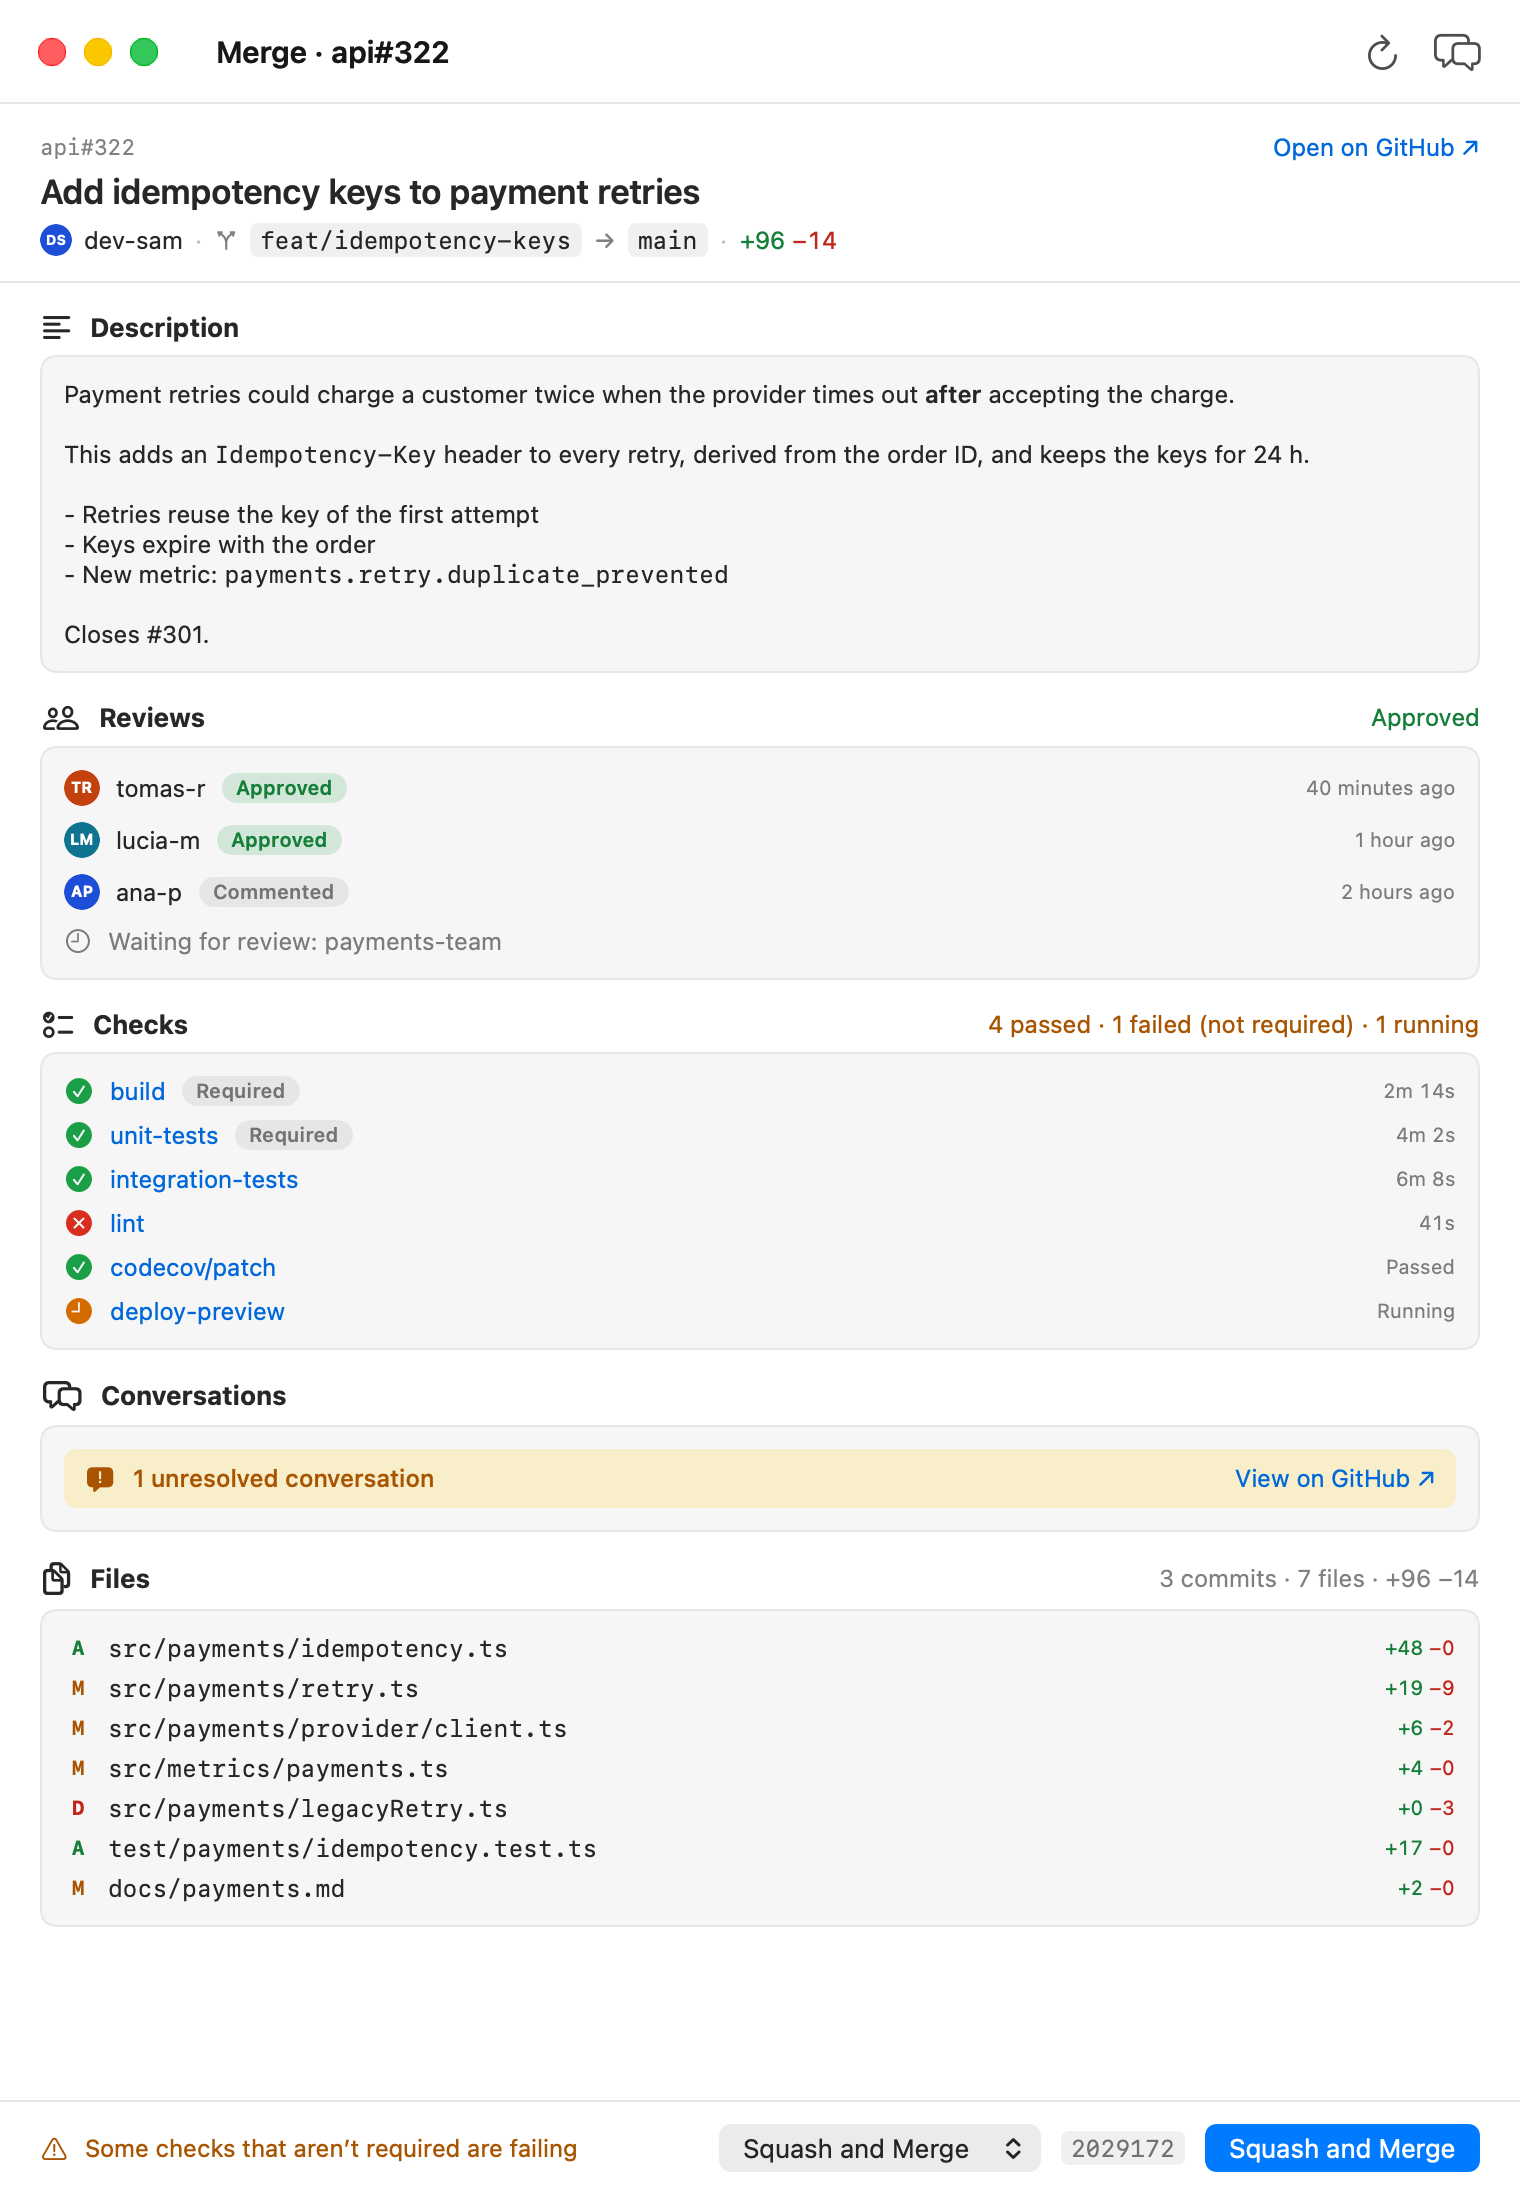 Merge · api#322
api#322
Open on GitHub ↗
Add idempotency keys to payment retries
DS dev-sam · feat/idempotency-keys → main · +96 −14
Description
Payment retries could charge a customer twice when the provider times out after accepting the charge.
This adds an Idempotency-Key header to every retry, derived from the order ID, and keeps the keys for 24 h.
- Retries reuse the key of the first attempt
- Keys expire with the order
- New metric: payments.retry.duplicate_prevented
Closes #301.
Reviews Approved
TR tomas-r Approved 40 minutes ago
LM lucia-m Approved 1 hour ago
AP ana-p Commented 2 hours ago
Waiting for review: payments-team
Checks 4 passed · 1 failed (not required) · 1 running
build Required 2m 14s
unit-tests Required 4m 2s
integration-tests 6m 8s
lint 41s
codecov/patch Passed
deploy-preview Running
Conversations
1 unresolved conversation View on GitHub ↗
Files 3 commits · 7 files · +96 −14
A src/payments/idempotency.ts +48 −0
M src/payments/retry.ts +19 −9
M src/payments/provider/client.ts +6 −2
M src/metrics/payments.ts +4 −0
D src/payments/legacyRetry.ts +0 −3
A test/payments/idempotency.test.ts +17 −0
M docs/payments.md +2 −0
Some checks that aren’t required are failing Squash and Merge 2029172 Squash and Merge